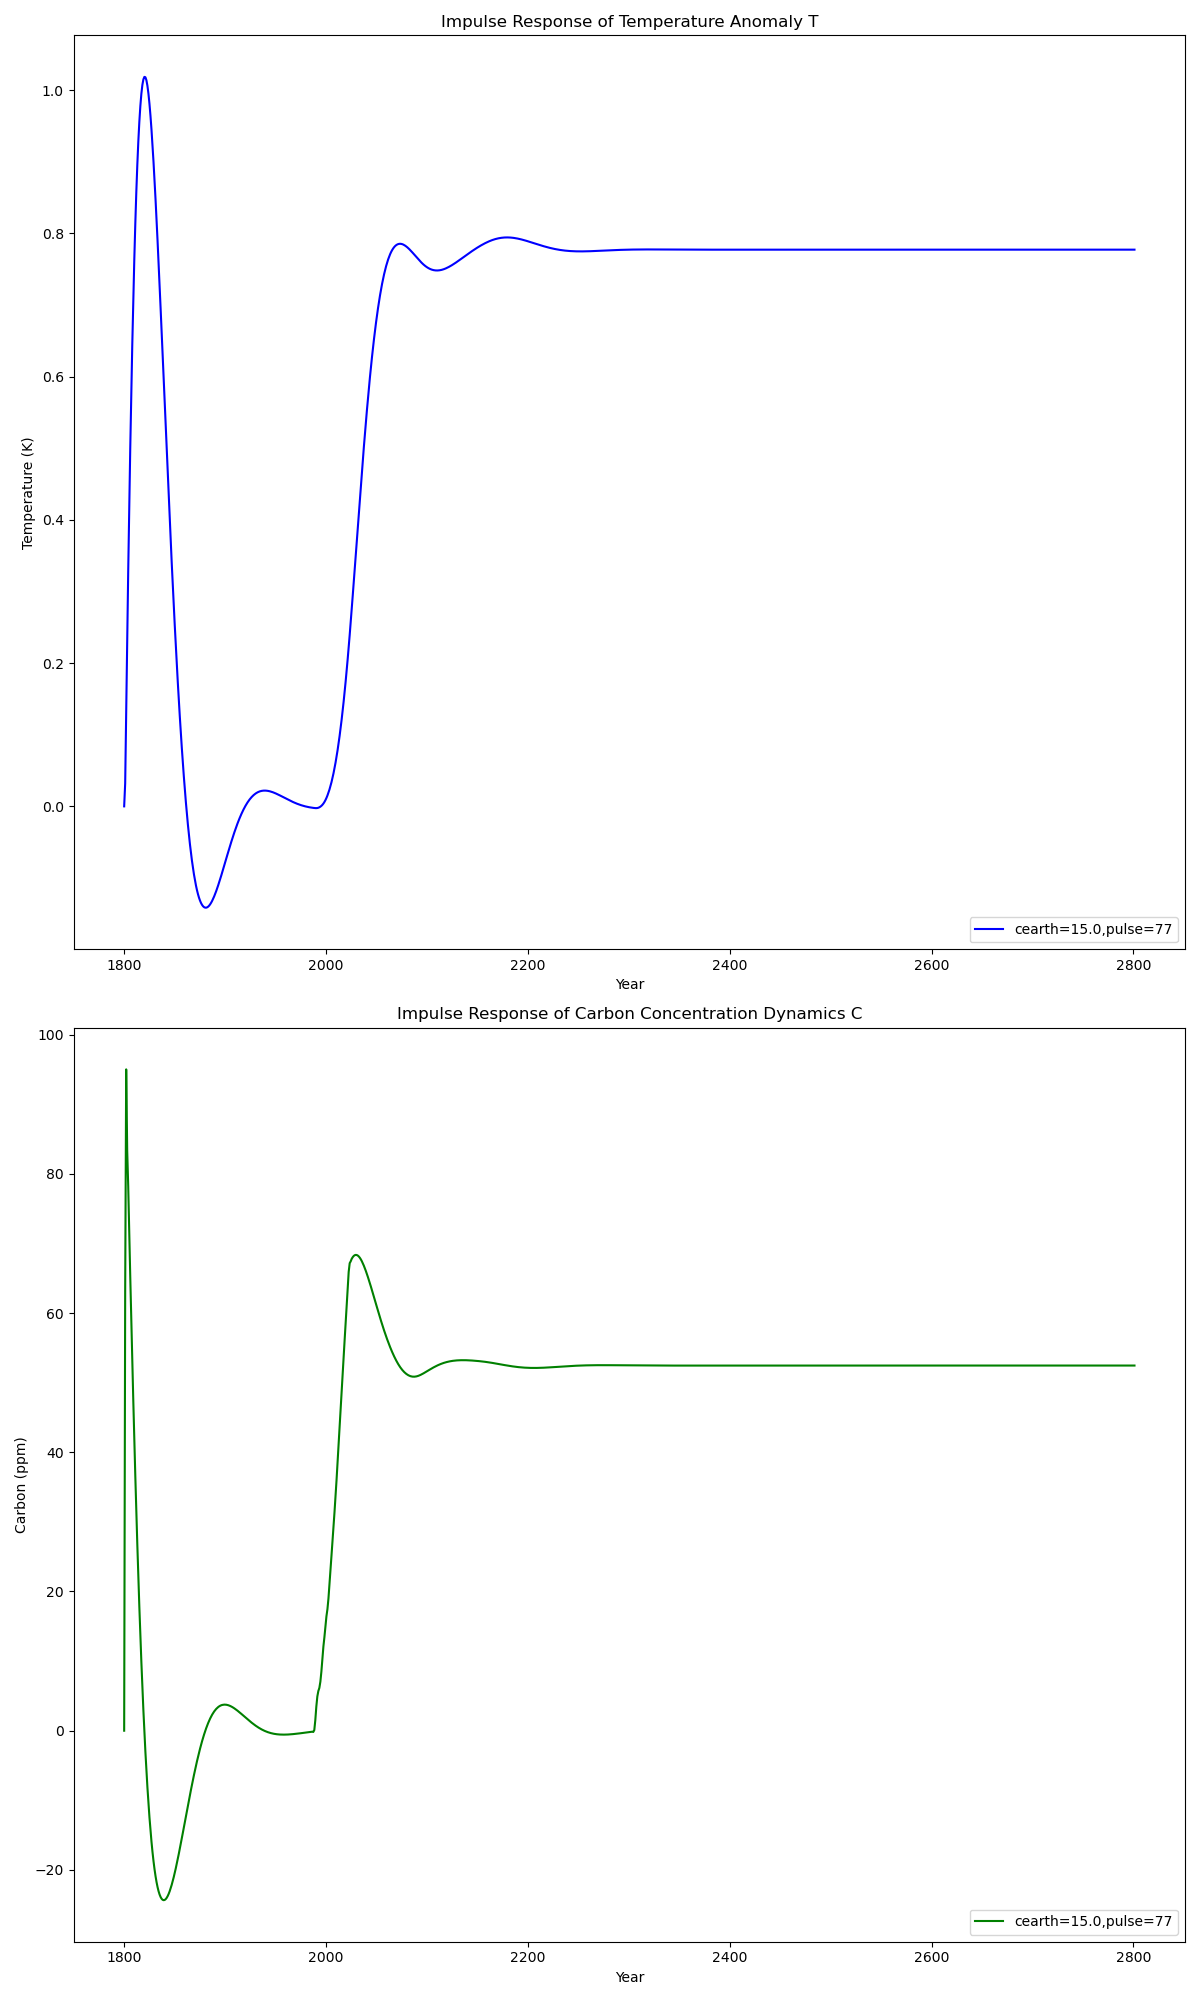 Impulse Response of Temperature Anomaly T
1.0
0.8
0.6
0.4
0.2
0.0
Temperature (K)
cearth=15.0,pulse=77
1800 2000 2200 2400 2600 2800
Year
Impulse Response of Carbon Concentration Dynamics C
100
80
60
40
20
0
−20
Carbon (ppm)
cearth=15.0,pulse=77
1800 2000 2200 2400 2600 2800
Year